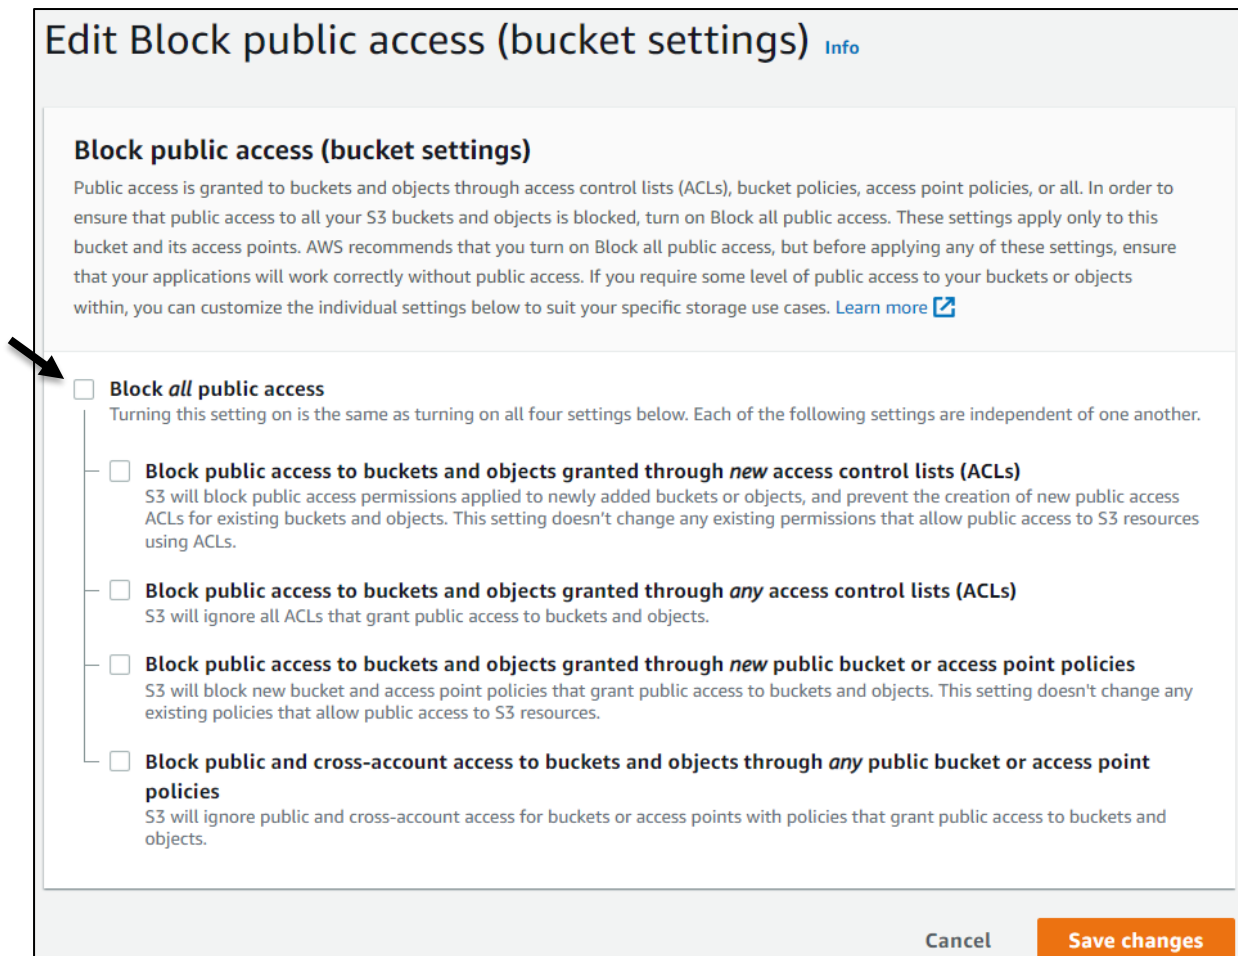 Edit Block public access (bucket settings) Info
Block public access (bucket settings)
Public access is granted to buckets and objects through access control lists (ACLs), bucket policies, access point policies, or all. In order to
ensure that public access to all your S3 buckets and objects is blocked, turn on Block all public access. These settings apply only to this
bucket and its access points. AWS recommends that you turn on Block all public access, but before applying any of these settings, ensure
that your applications will work correctly without public access. If you require some level of public access to your buckets or objects
within, you can customize the individual settings below to suit your specific storage use cases. Learn more
Block all public access
Turning this setting on is the same as turning on all four settings below. Each of the following settings are independent of one another.
Block public access to buckets and objects granted through new access control lists (ACLs)
S3 will block public access permissions applied to newly added buckets or objects, and prevent the creation of new public access
ACLs for existing buckets and objects. This setting doesn't change any existing permissions that allow public access to S3 resources
using ACLs.
Block public access to buckets and objects granted through any access control lists (ACLs)
S3 will ignore all ACLs that grant public access to buckets and objects.
Block public access to buckets and objects granted through new public bucket or access point policies
S3 will block new bucket and access point policies that grant public access to buckets and objects. This setting doesn't change any
existing policies that allow public access to S3 resources.
Block public and cross-account access to buckets and objects through any public bucket or access point
policies
S3 will ignore public and cross-account access for buckets or access points with policies that grant public access to buckets and
objects.
Cancel Save changes